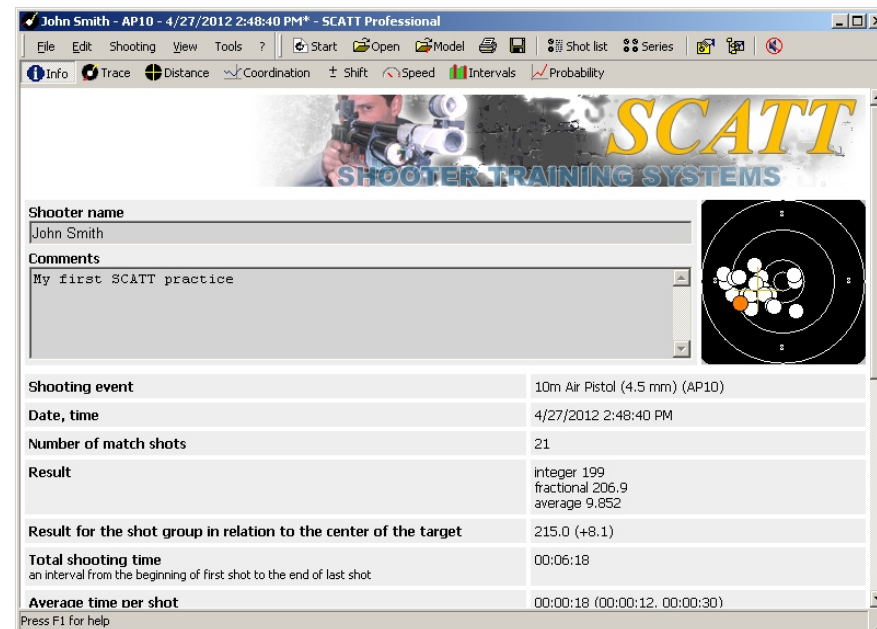 John Smith - AP10 - 4/27/2012 2:48:40 PM* - SCATT Professional
File Edit Shooting View Tools ? Start Open Model Shot list Series
Info Trace Distance Coordination ± Shift Speed Intervals Probability
SCATT
SHOOTER TRAINING SYSTEMS
Shooter name
John Smith
Comments
My first SCATT practice
8
8 8
8
Shooting event 10m Air Pistol (4.5 mm) (AP10)
Date, time 4/27/2012 2:48:40 PM
Number of match shots 21
Result integer 199
fractional 206.9
average 9.852
Result for the shot group in relation to the center of the target 215.0 (+8.1)
Total shooting time 00:06:18
an interval from the beginning of first shot to the end of last shot
Average time per shot 00:00:18 (00:00:12, 00:00:30)
Press F1 for help